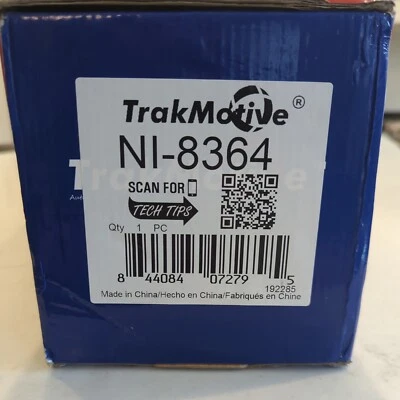 TrakMotive®
NI-8364
TrakMotive
SCAN FOR
TECH TIPS
Qty 1 PC
8 44084 07279 5
192285
Made in China/Hecho en China/Fabriqués en Chine